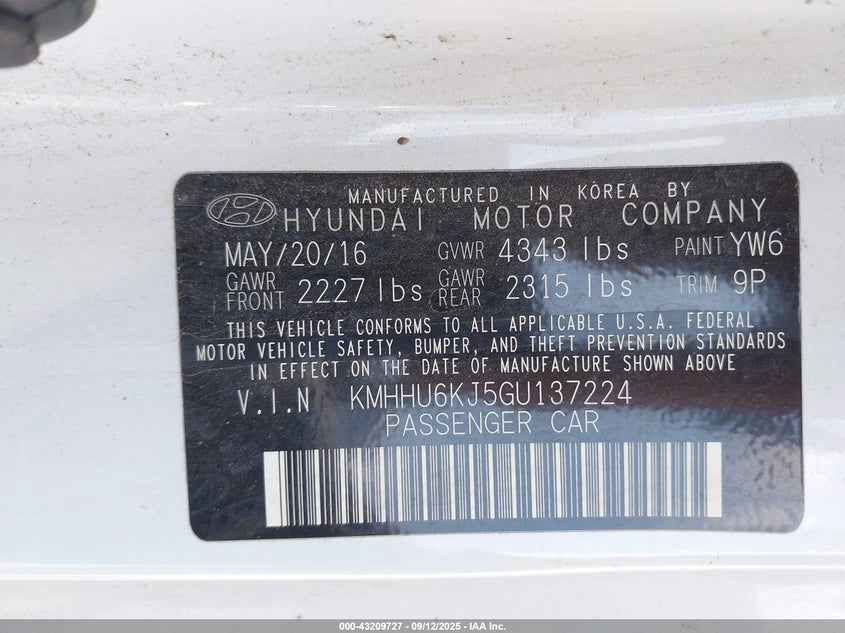 MANUFACTURED IN KOREA BY
HYUNDAI MOTOR COMPANY
MAY/20/16 GVWR 4343 lbs PAINT YW6
GAWR FRONT 2227 lbs GAWR REAR 2315 lbs TRIM 9P
THIS VEHICLE CONFORMS TO ALL APPLICABLE U.S.A. FEDERAL
MOTOR VEHICLE SAFETY, BUMPER, AND THEFT PREVENTION STANDARDS
IN EFFECT ON THE DATE OF MANUFACTURE SHOWN ABOVE
V.I.N KMHHU6KJ5GU137224
PASSENGER CAR
000-43209727 - 09/12/2025 - IAA Inc.